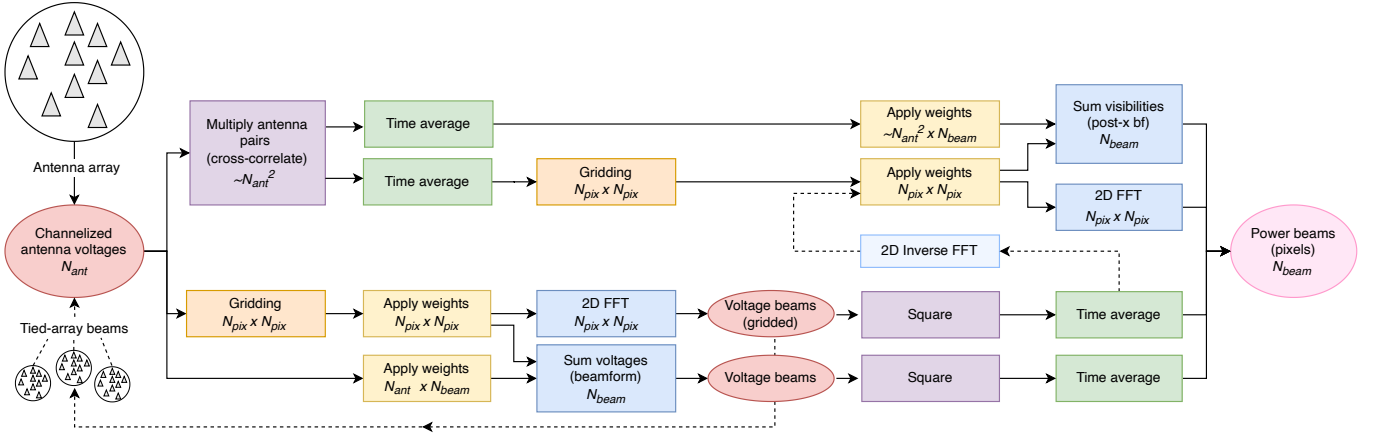 Antenna array
Channelized
antenna voltages
N_ant
Tied-array beams
Multiply antenna
pairs
(cross-correlate)
~N_ant^2
Time average
Apply weights
~N_ant^2 x N_beam
Sum visibilities
(post-x bf)
N_beam
Time average
Gridding
N_pix x N_pix
Apply weights
N_pix x N_pix
2D FFT
N_pix x N_pix
2D Inverse FFT
Power beams
(pixels)
N_beam
Gridding
N_pix x N_pix
Apply weights
N_pix x N_pix
2D FFT
N_pix x N_pix
Voltage beams
(gridded)
Square
Time average
Apply weights
N_ant x N_beam
Sum voltages
(beamform)
N_beam
Voltage beams
Square
Time average